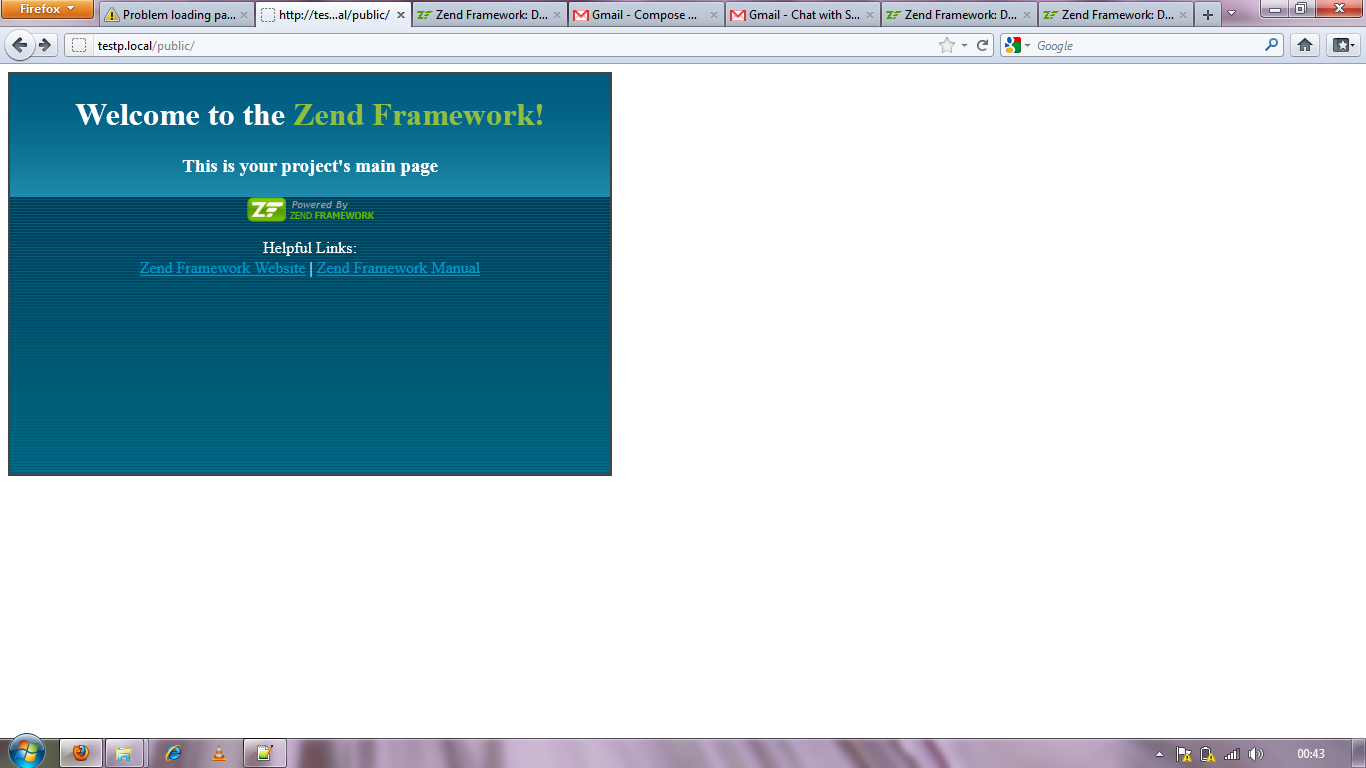 Firefox
Problem loading pa...
http://tes...al/public/
Zend Framework: D...
Gmail - Compose ...
Gmail - Chat with S...
Zend Framework: D...
Zend Framework: D...
testp.local/public/
Google
Welcome to the Zend Framework!
This is your project's main page
ZF Powered By
ZEND FRAMEWORK
Helpful Links:
Zend Framework Website | Zend Framework Manual
00:43